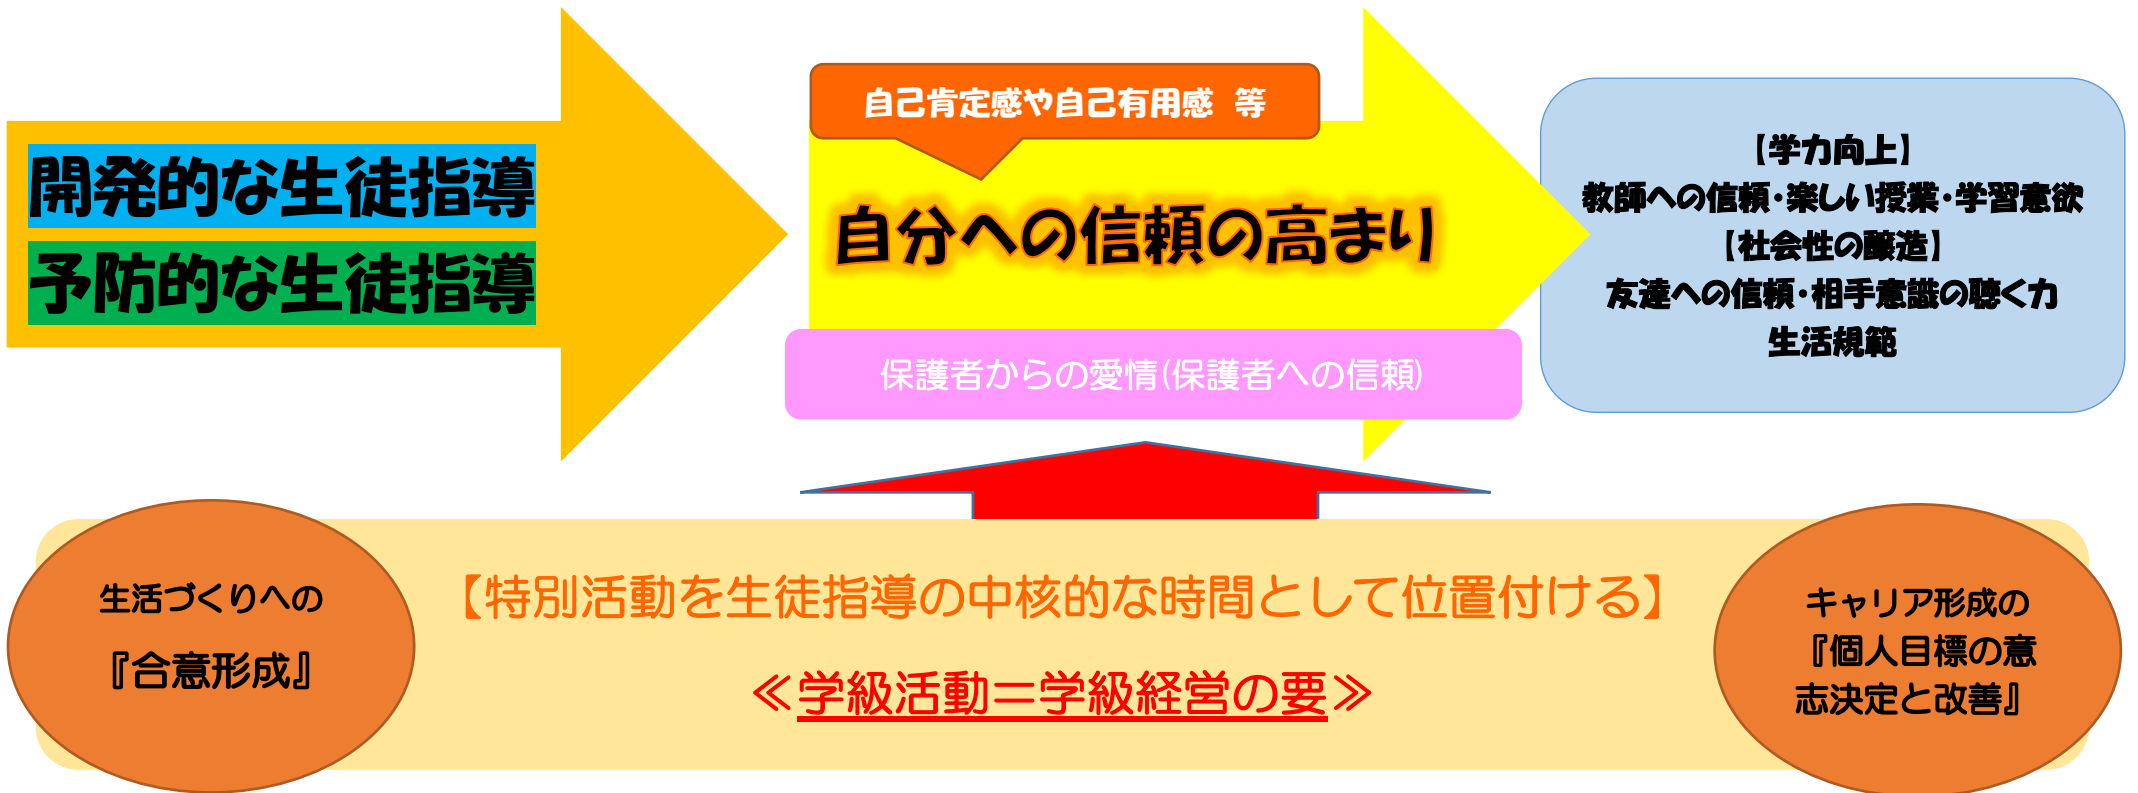 開発的な生徒指導
予防的な生徒指導
自己肯定感や自己有用感 等
自分への信頼の高まり
保護者からの愛情(保護者への信頼)
【学力向上】
教師への信頼・楽しい授業・学習意欲
【社会性の醸造】
友達への信頼・相手意識の聴く力
生活規範
生活づくりへの
『合意形成』
【特別活動を生徒指導の中核的な時間として位置付ける】
≪学級活動＝学級経営の要≫
キャリア形成の
『個人目標の意
志決定と改善』